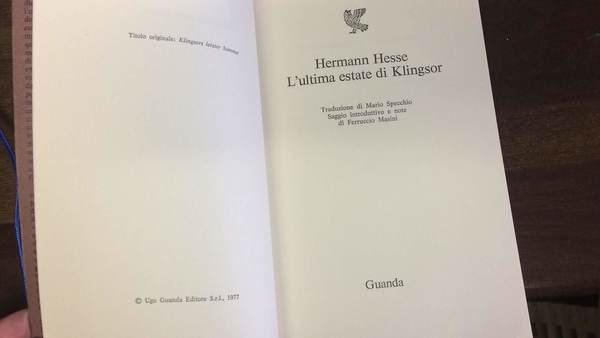 Titolo originale: Klingsors letzter Sommer
© Ugo Guanda Editore S.r.l., 1977
Hermann Hesse
L'ultima estate di Klingsor
Traduzione di Mario Specchio
Saggio Introduttivo e note
di Ferruccio Masini
Guanda